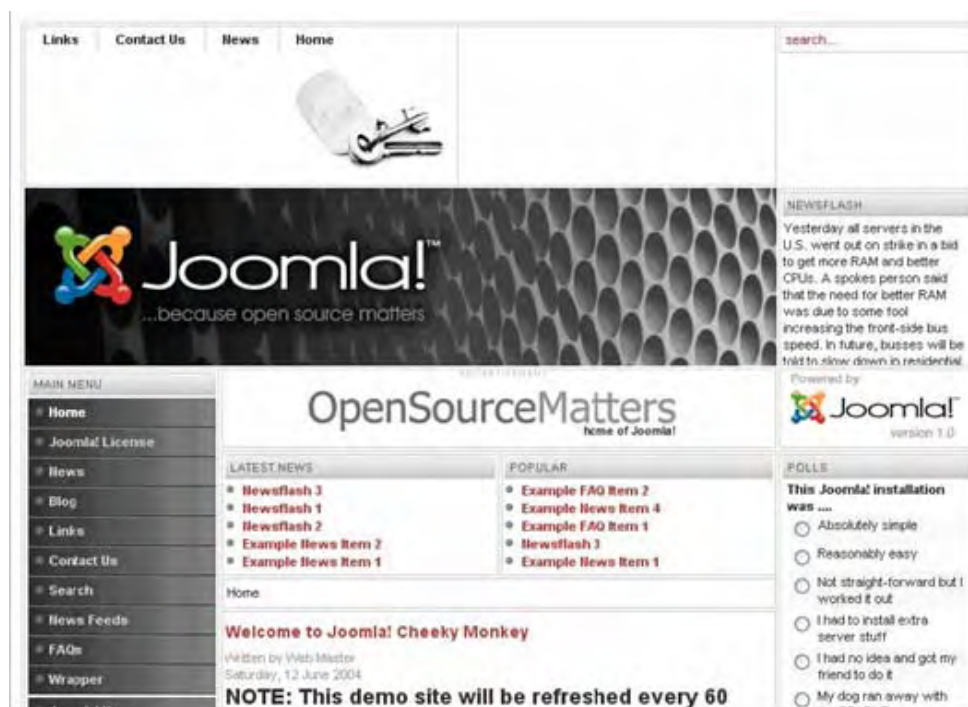 Links Contact Us News Home
search...
Joomla!™
...because open source matters
NEWSFLASH
Yesterday all servers in the
U.S. went out on strike in a bid
to get more RAM and better
CPUs. A spokes person said
that the need for better RAM
was due to some fool
increasing the front-side bus
speed. In future, busses will be
told to slow down in residential
MAIN MENU
Home
Joomla! License
News
Blog
Links
Contact Us
Search
News Feeds
FAQs
Wrapper
ADVERTISEMENT
OpenSourceMatters
home of Joomla!
Powered by
Joomla!™
version 1.0
LATEST NEWS
Newsflash 3
Newsflash 1
Newsflash 2
Example News Item 2
Example News Item 1
POPULAR
Example FAQ Item 2
Example News Item 4
Example FAQ Item 1
Newsflash 3
Example News Item 1
Home
Welcome to Joomla! Cheeky Monkey
Written by Web Master
Saturday, 12 June 2004
NOTE: This demo site will be refreshed every 60
POLLS
This Joomla! installation
was ....
Absolutely simple
Reasonably easy
Not straight-forward but I
worked it out
I had to install extra
server stuff
I had no idea and got my
friend to do it
My dog ran away with